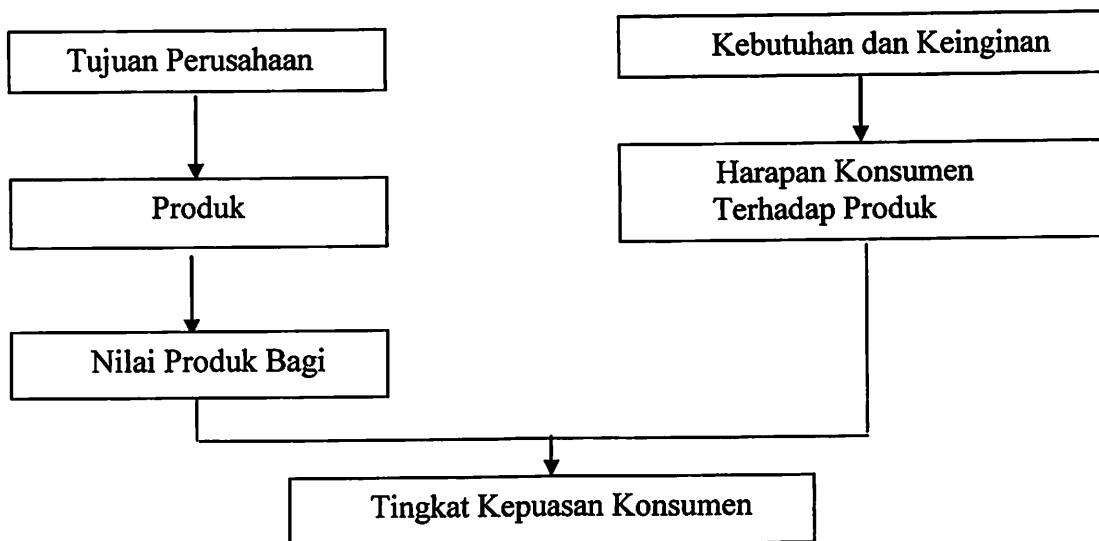 Tujuan Perusahaan
Kebutuhan dan Keinginan
Produk
Harapan Konsumen
Terhadap Produk
Nilai Produk Bagi
Tingkat Kepuasan Konsumen